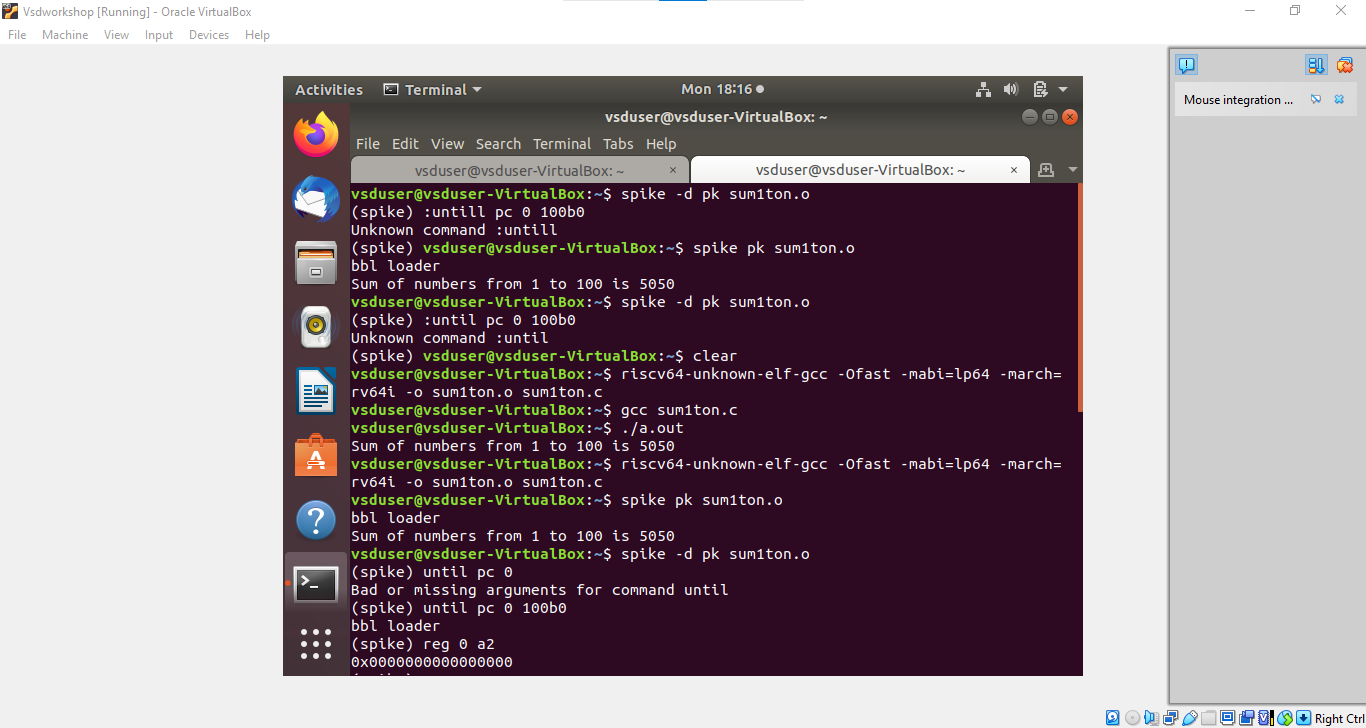 Vsdworkshop [Running] - Oracle VirtualBox
File Machine View Input Devices Help
Mouse integration ...
Activities Terminal Mon 18:16
vsduser@vsduser-VirtualBox: ~
File Edit View Search Terminal Tabs Help
vsduser@vsduser-VirtualBox: ~ × vsduser@vsduser-VirtualBox: ~ ×
vsduser@vsduser-VirtualBox:~$ spike -d pk sum1ton.o
(spike) :untill pc 0 100b0
Unknown command :untill
(spike) vsduser@vsduser-VirtualBox:~$ spike pk sum1ton.o
bbl loader
Sum of numbers from 1 to 100 is 5050
vsduser@vsduser-VirtualBox:~$ spike -d pk sum1ton.o
(spike) :until pc 0 100b0
Unknown command :until
(spike) vsduser@vsduser-VirtualBox:~$ clear
vsduser@vsduser-VirtualBox:~$ riscv64-unknown-elf-gcc -Ofast -mabi=lp64 -march=
rv64i -o sum1ton.o sum1ton.c
vsduser@vsduser-VirtualBox:~$ gcc sum1ton.c
vsduser@vsduser-VirtualBox:~$ ./a.out
Sum of numbers from 1 to 100 is 5050
vsduser@vsduser-VirtualBox:~$ riscv64-unknown-elf-gcc -Ofast -mabi=lp64 -march=
rv64i -o sum1ton.o sum1ton.c
vsduser@vsduser-VirtualBox:~$ spike pk sum1ton.o
bbl loader
Sum of numbers from 1 to 100 is 5050
vsduser@vsduser-VirtualBox:~$ spike -d pk sum1ton.o
(spike) until pc 0
Bad or missing arguments for command until
(spike) until pc 0 100b0
bbl loader
(spike) reg 0 a2
0x0000000000000000
Right Ctrl